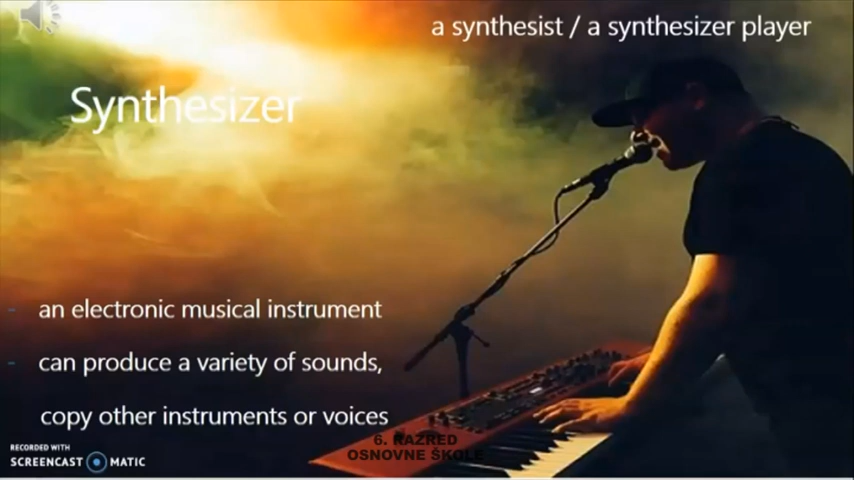 a synthesist / a synthesizer player
Synthesizer
- an electronic musical instrument
- can produce a variety of sounds,
copy other instruments or voices
6. RAZRED
OSNOVNE ŠKOLE
RECORDED WITH
SCREENCAST MATIC